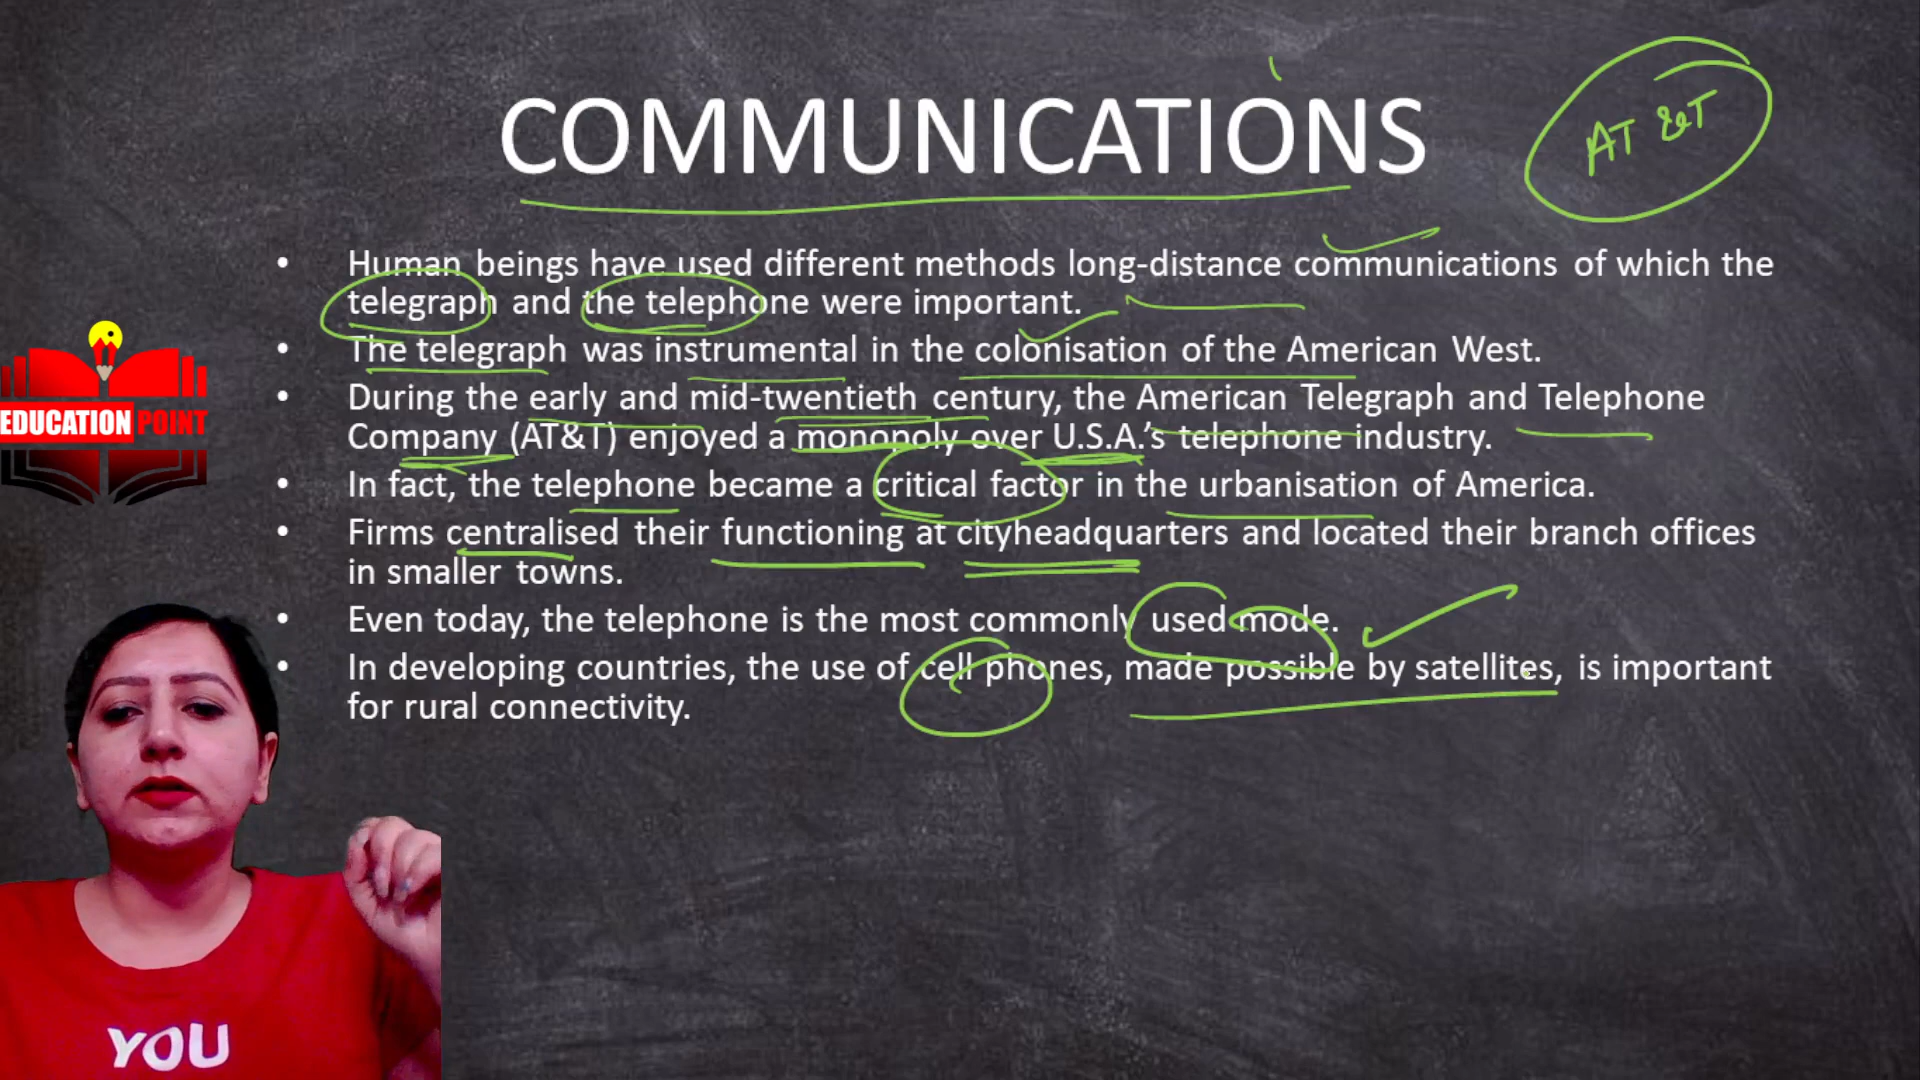 COMMUNICATIONS
AT &T
• Human beings have used different methods long-distance communications of which the
telegraph and the telephone were important.
• The telegraph was instrumental in the colonisation of the American West.
• During the early and mid-twentieth century, the American Telegraph and Telephone
Company (AT&T) enjoyed a monopoly over U.S.A.'s telephone industry.
• In fact, the telephone became a critical factor in the urbanisation of America.
• Firms centralised their functioning at cityheadquarters and located their branch offices
in smaller towns.
• Even today, the telephone is the most commonly used mode.
• In developing countries, the use of cell phones, made possible by satellites, is important
for rural connectivity.
EDUCATION POINT
YOU